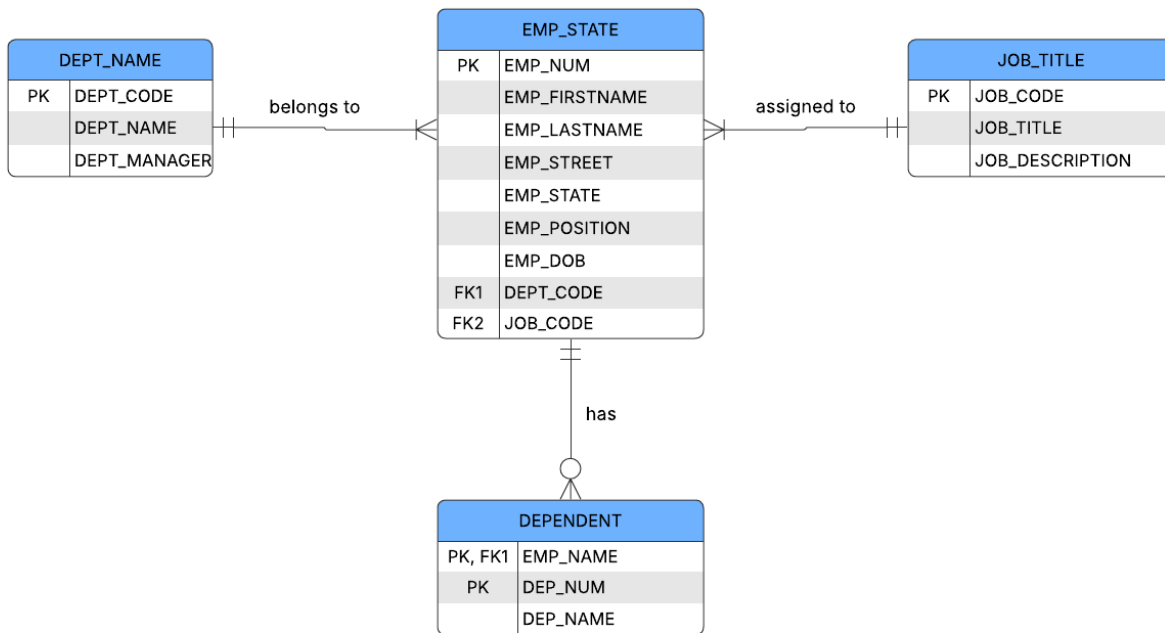 DEPT_NAME
PK DEPT_CODE
DEPT_NAME
DEPT_MANAGER
belongs to
EMP_STATE
PK EMP_NUM
EMP_FIRSTNAME
EMP_LASTNAME
EMP_STREET
EMP_STATE
EMP_POSITION
EMP_DOB
FK1 DEPT_CODE
FK2 JOB_CODE
assigned to
JOB_TITLE
PK JOB_CODE
JOB_TITLE
JOB_DESCRIPTION
has
DEPENDENT
PK, FK1 EMP_NAME
PK DEP_NUM
DEP_NAME